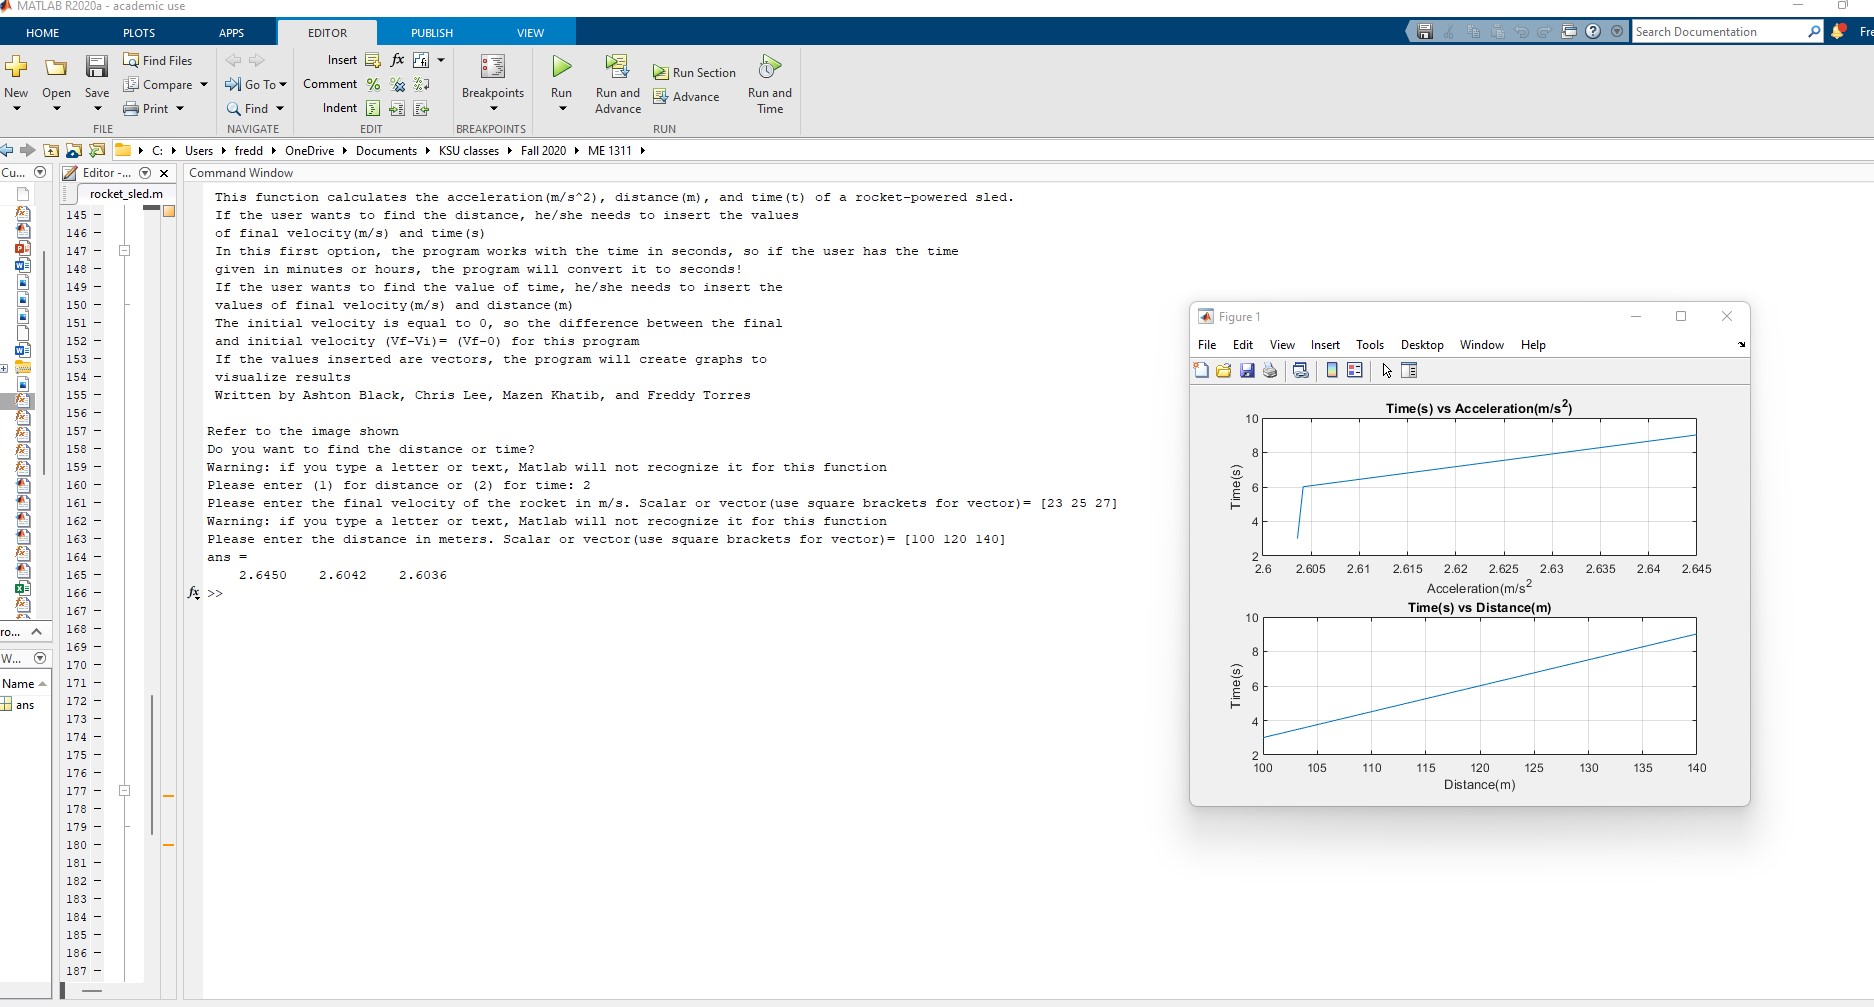 MATLAB R2020a - academic use
HOME PLOTS APPS EDITOR PUBLISH VIEW
Search Documentation
Fre
New Open Save
Find Files
Compare
Print
Go To
Find
Insert fx
Comment
Indent
Breakpoints
Run
Run and Advance
Run Section
Advance
Run and Time
FILE NAVIGATE EDIT BREAKPOINTS RUN
C: Users fredd OneDrive Documents KSU classes Fall 2020 ME 1311
Cu... Editor -... Command Window
rocket_sled.m
145
146
147
148
149
150
151
152
153
154
155
156
157
158
159
160
161
162
163
164
165
166
167
168
169
170
171
172
173
174
175
176
177
178
179
180
181
182
183
184
185
186
187
ro...
W...
Name
ans
This function calculates the acceleration(m/s^2), distance(m), and time(t) of a rocket-powered sled.
If the user wants to find the distance, he/she needs to insert the values
of final velocity(m/s) and time(s)
In this first option, the program works with the time in seconds, so if the user has the time
given in minutes or hours, the program will convert it to seconds!
If the user wants to find the value of time, he/she needs to insert the
values of final velocity(m/s) and distance(m)
The initial velocity is equal to 0, so the difference between the final
and initial velocity (Vf-Vi)= (Vf-0) for this program
If the values inserted are vectors, the program will create graphs to
visualize results
Written by Ashton Black, Chris Lee, Mazen Khatib, and Freddy Torres
Refer to the image shown
Do you want to find the distance or time?
Warning: if you type a letter or text, Matlab will not recognize it for this function
Please enter (1) for distance or (2) for time: 2
Please enter the final velocity of the rocket in m/s. Scalar or vector(use square brackets for vector)= [23 25 27]
Warning: if you type a letter or text, Matlab will not recognize it for this function
Please enter the distance in meters. Scalar or vector(use square brackets for vector)= [100 120 140]
ans =
2.6450 2.6042 2.6036
fx >>
Figure 1
File Edit View Insert Tools Desktop Window Help
Time(s) vs Acceleration(m/s²)
10
8
6
4
2
Time(s)
2.6 2.605 2.61 2.615 2.62 2.625 2.63 2.635 2.64 2.645
Acceleration(m/s²
Time(s) vs Distance(m)
10
8
6
4
2
Time(s)
100 105 110 115 120 125 130 135 140
Distance(m)